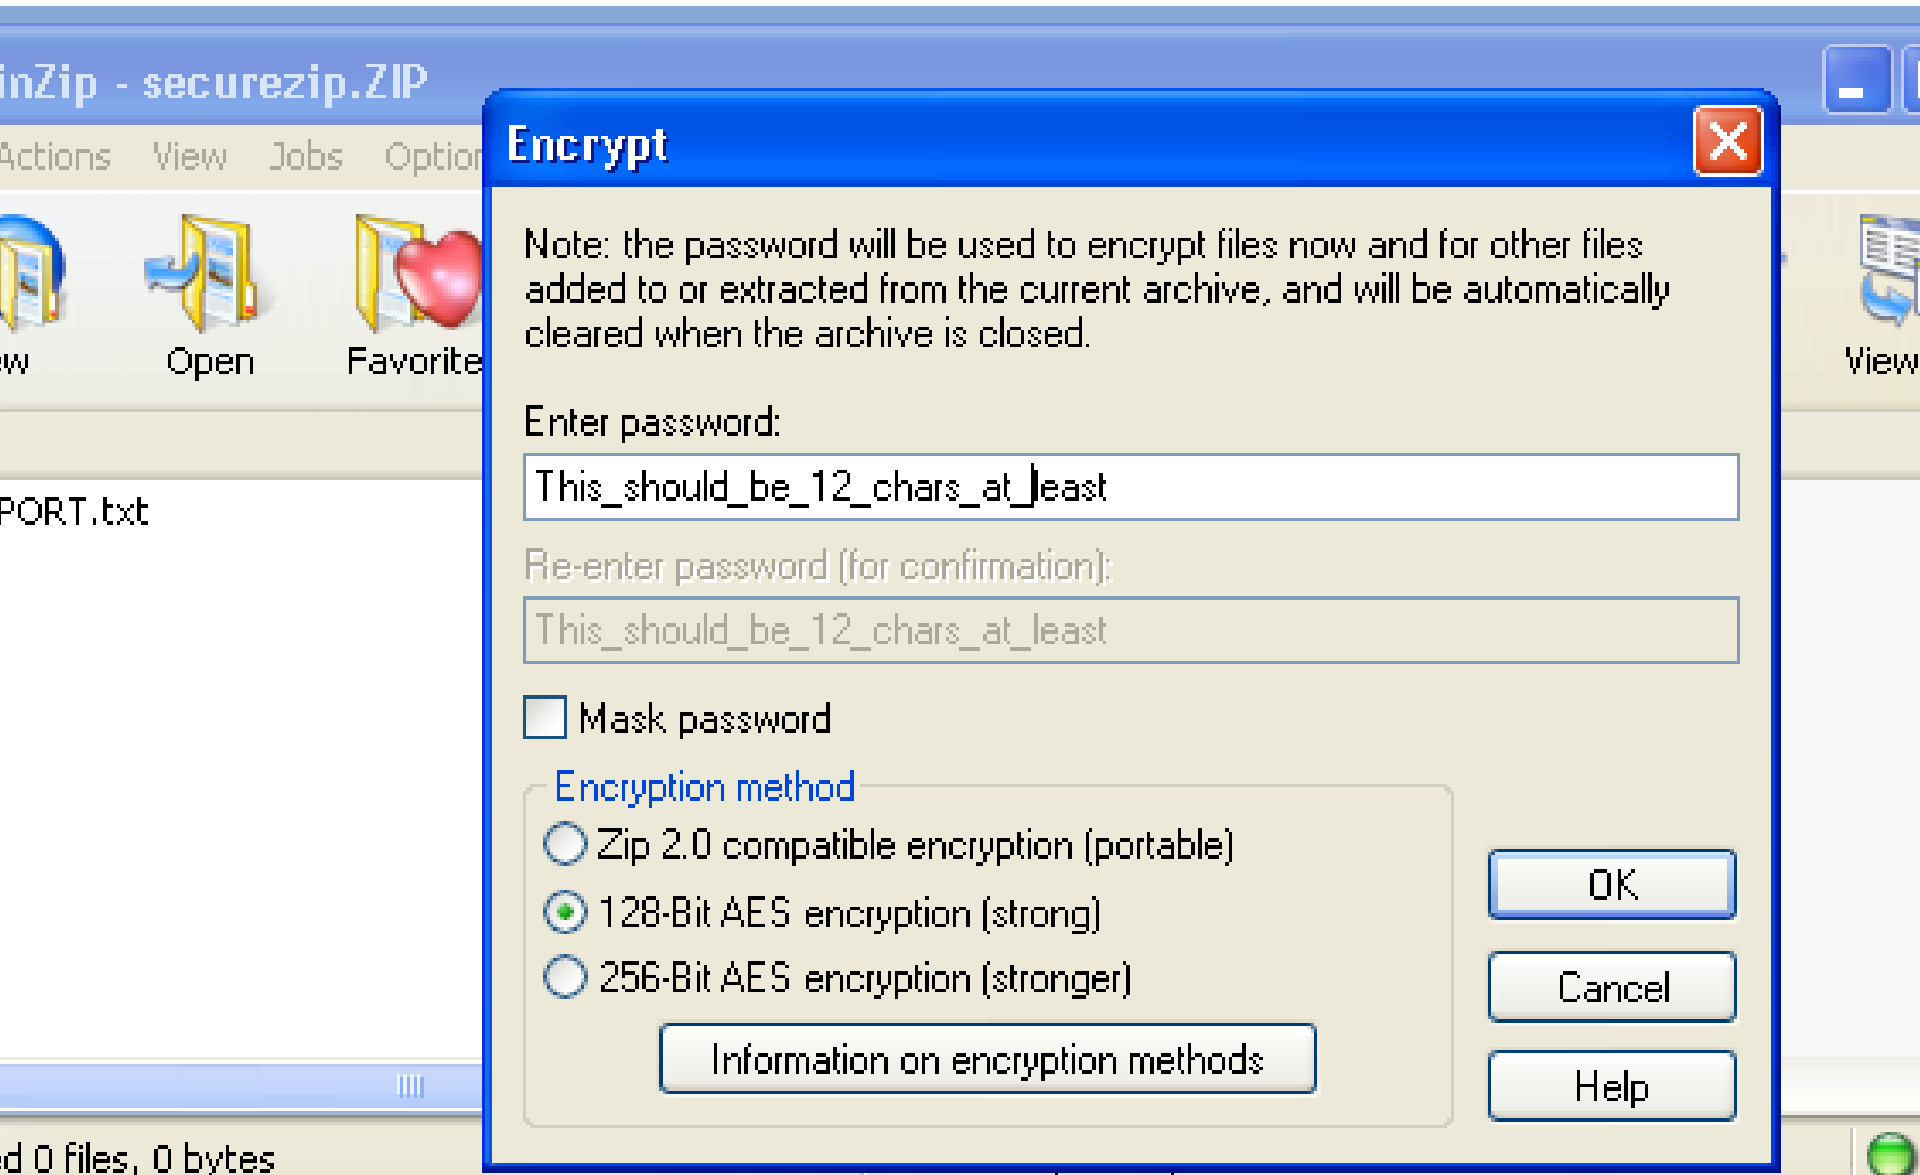 inZip - securezip.ZIP
Actions View Jobs Option
Encrypt
ew Open Favorite View
PORT.txt
Note: the password will be used to encrypt files now and for other files
added to or extracted from the current archive, and will be automatically
cleared when the archive is closed.
Enter password:
This_should_be_12_chars_at_least
Re-enter password (for confirmation):
This_should_be_12_chars_at_least
Mask password
Encryption method
Zip 2.0 compatible encryption (portable)
128-Bit AES encryption (strong)
256-Bit AES encryption (stronger)
Information on encryption methods
OK
Cancel
Help
ed 0 files, 0 bytes